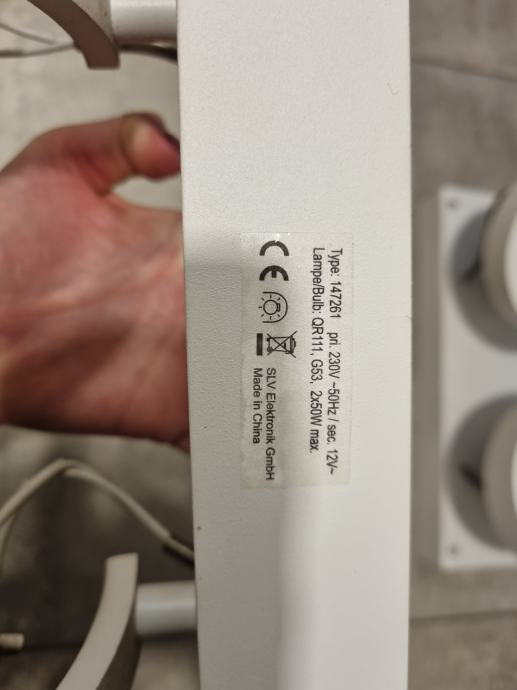 Type: 147261 pri. 230V ~50Hz / sec. 12V~
Lampe/Bulb: QR111, G53, 2x50W max.
CE
SLV Elektronik GmbH
Made in China